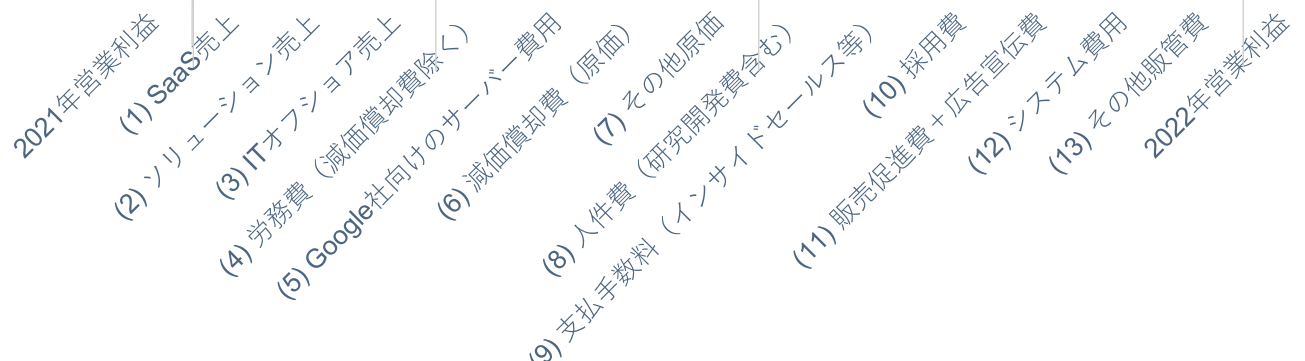 2021年営業利益
(1) SaaS売上
(2) ソリューション売上
(3) ITオフショア売上
(4) 労務費（減価償却費除く）
(5) Google社向けのサーバー費用
(6) 減価償却費（原価）
(7) その他原価
(8) 人件費（研究開発費含む）
(9) 支払手数料（インサイドセールス等）
(10) 採用費
(11) 販売促進費＋広告宣伝費
(12) システム費用
(13) その他販管費
2022年営業利益